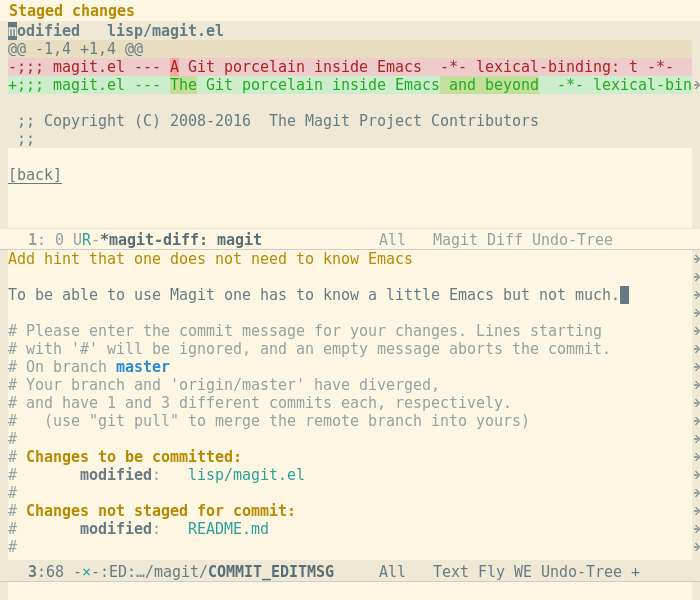 Staged changes
modified   lisp/magit.el
@@ -1,4 +1,4 @@
-;;; magit.el --- A Git porcelain inside Emacs  -*- lexical-binding: t -*-
+;;; magit.el --- The Git porcelain inside Emacs and beyond  -*- lexical-bin
 ;; Copyright (C) 2008-2016  The Magit Project Contributors
 ;;
[back]
1: 0 UR-*magit-diff: magit             All   Magit Diff Undo-Tree
Add hint that one does not need to know Emacs
To be able to use Magit one has to know a little Emacs but not much.
# Please enter the commit message for your changes. Lines starting
# with '#' will be ignored, and an empty message aborts the commit.
# On branch master
# Your branch and 'origin/master' have diverged,
# and have 1 and 3 different commits each, respectively.
#   (use "git pull" to merge the remote branch into yours)
#
# Changes to be committed:
#       modified:   lisp/magit.el
#
# Changes not staged for commit:
#       modified:   README.md
#
3:68 -×-:ED:…/magit/COMMIT_EDITMSG     All   Text Fly WE Undo-Tree +